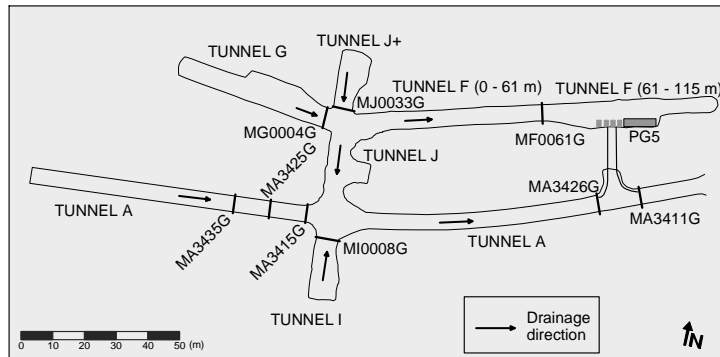 TUNNEL G
TUNNEL J+
TUNNEL F (0 - 61 m)
TUNNEL F (61 - 115 m)
MJ0033G
MG0004G
MF0061G
PG5
MA3425G
TUNNEL J
MA3426G
TUNNEL A
MA3435G
MA3415G
MI0008G
TUNNEL A
MA3411G
TUNNEL I
Drainage
direction
0 10 20 30 40 50 (m)
N